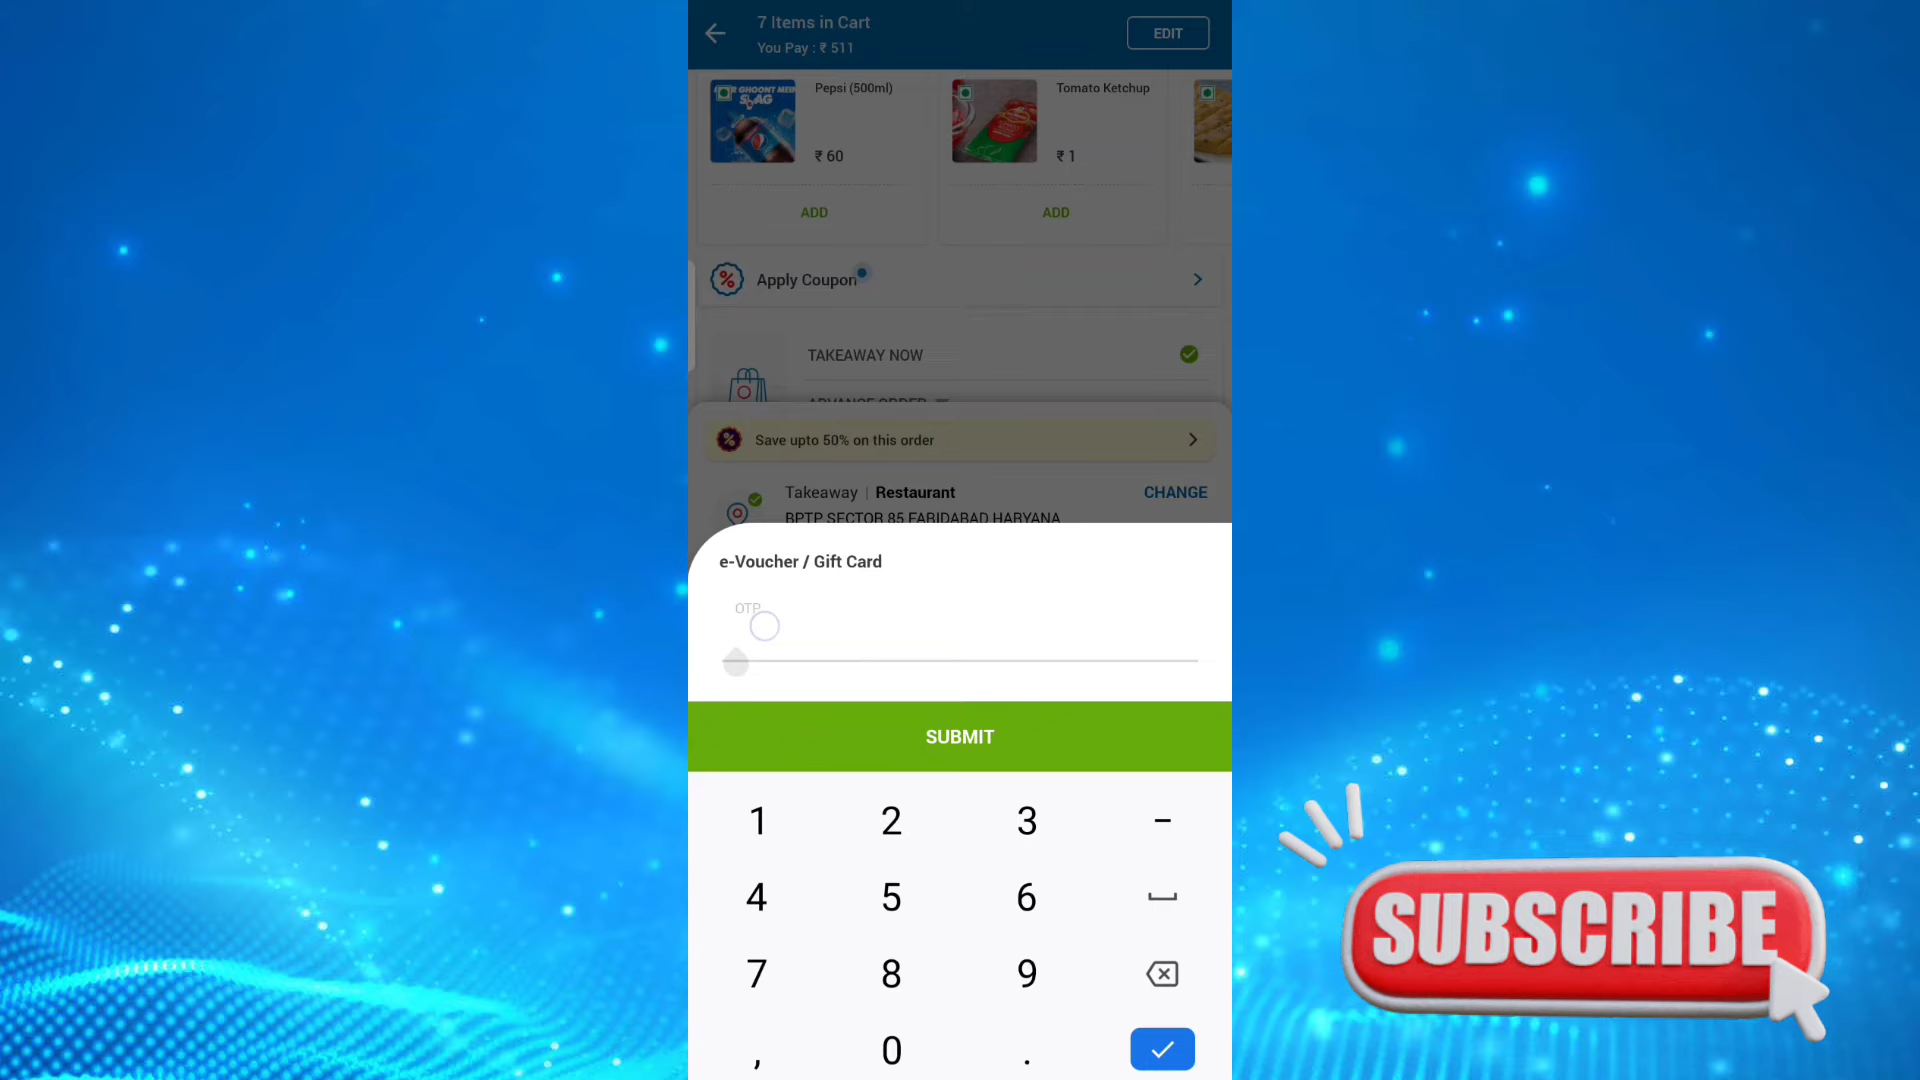 7 Items in Cart
You Pay : ₹ 511
EDIT
Pepsi (500ml)
₹ 60
ADD
Tomato Ketchup
₹ 1
ADD
Apply Coupon
TAKEAWAY NOW
ADVANCE ORDER
Save upto 50% on this order
Takeaway | Restaurant
CHANGE
BPTP SECTOR 85 FARIDABAD HARYANA
e-Voucher / Gift Card
OTP
SUBMIT
1 2 3 -
4 5 6
7 8 9
, 0 .
SUBSCRIBE